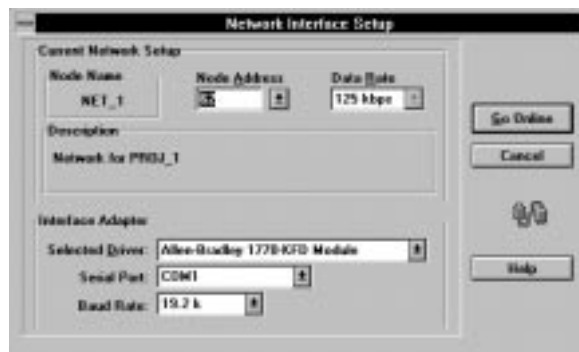 Network Interface Setup
Current Network Setup
Node Name
NET_1
Node Address
Data Rate
125 kbps
Description
Network for PROJ_1
Go Online
Cancel
Help
Interface Adapter
Selected Driver: Allen-Bradley 1770-KFD Module
Serial Port: COM1
Baud Rate: 19.2 k